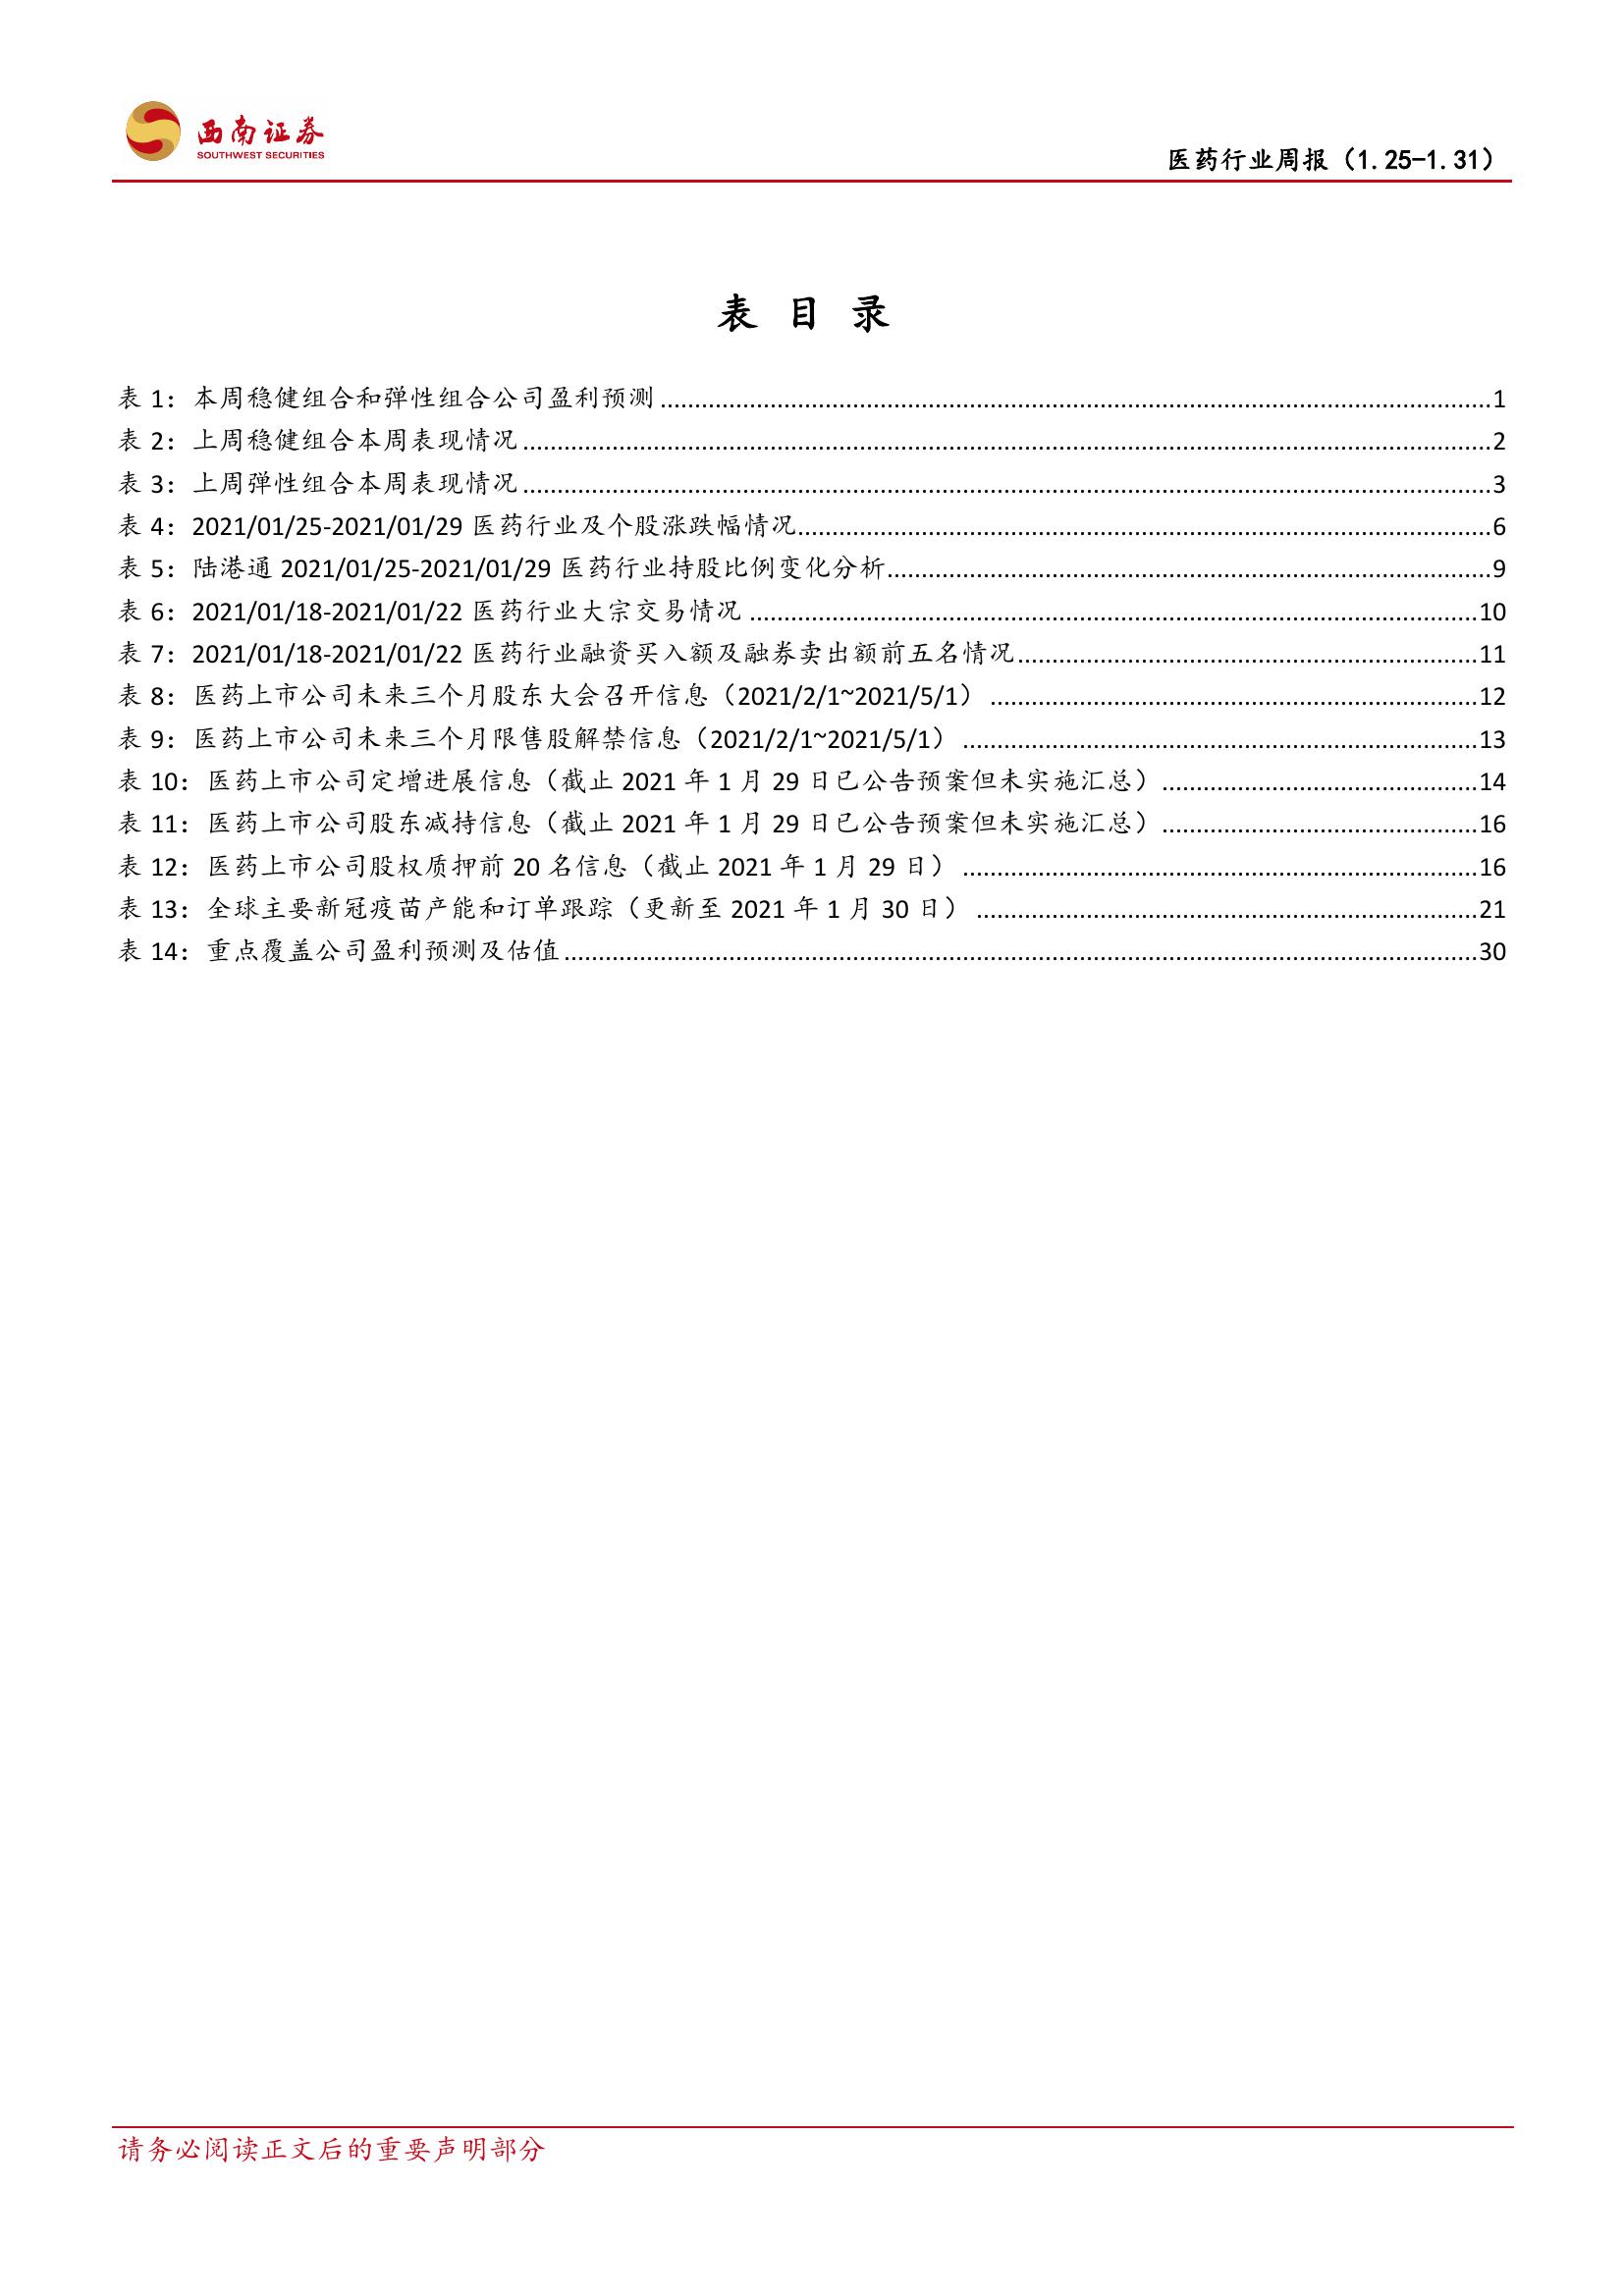 西南证券
SOUTHWEST SECURITIES
医药行业周报（1.25-1.31）
表 目 录
表 1：本周稳健组合和弹性组合公司盈利预测........1
表 2：上周稳健组合本周表现情况........2
表 3：上周弹性组合本周表现情况........3
表 4：2021/01/25-2021/01/29 医药行业及个股涨跌幅情况........6
表 5：陆港通 2021/01/25-2021/01/29 医药行业持股比例变化分析........9
表 6：2021/01/18-2021/01/22 医药行业大宗交易情况........10
表 7：2021/01/18-2021/01/22 医药行业融资买入额及融券卖出额前五名情况........11
表 8：医药上市公司未来三个月股东大会召开信息（2021/2/1~2021/5/1）........12
表 9：医药上市公司未来三个月限售股解禁信息（2021/2/1~2021/5/1）........13
表 10：医药上市公司定增进展信息（截止 2021 年 1 月 29 日已公告预案但未实施汇总）........14
表 11：医药上市公司股东减持信息（截止 2021 年 1 月 29 日已公告预案但未实施汇总）........16
表 12：医药上市公司股权质押前 20 名信息（截止 2021 年 1 月 29 日）........16
表 13：全球主要新冠疫苗产能和订单跟踪（更新至 2021 年 1 月 30 日）........21
表 14：重点覆盖公司盈利预测及估值........30
请务必阅读正文后的重要声明部分